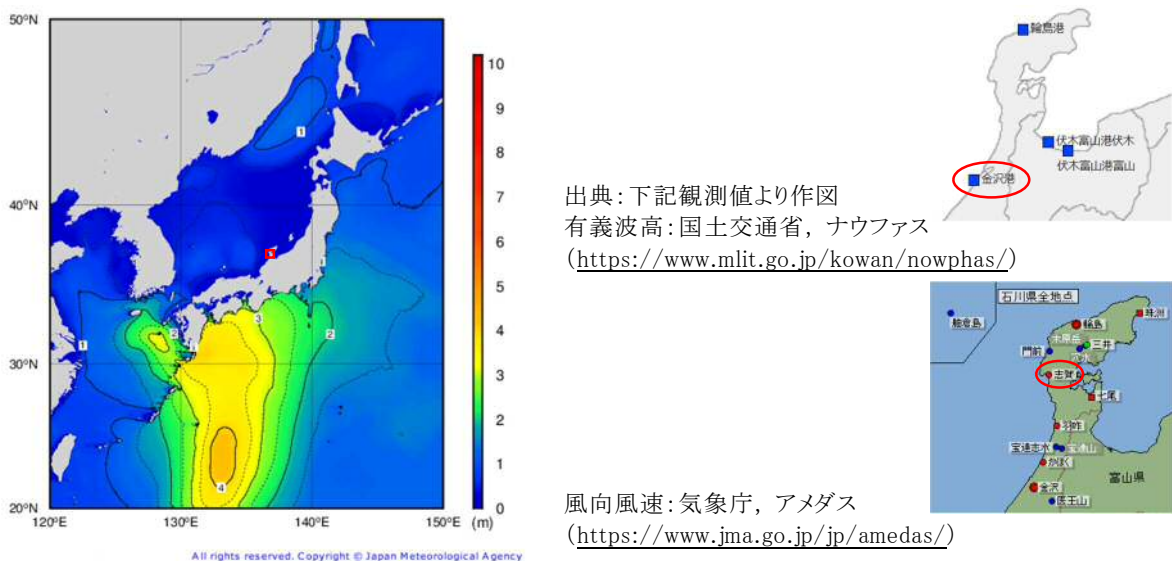 50°N
40°N
30°N
20°N
120°E
130°E
140°E
150°E
(m)
10
9
8
7
6
5
4
3
2
1
0
1
1
1
2
2
3
4
All rights reserved. Copyright © Japan Meteorological Agency
輪島港
伏木富山港伏木
伏木富山港富山
金沢港
出典：下記観測値より作図
有義波高：国土交通省, ナウファス
(https://www.mlit.go.jp/kowan/nowphas/)
石川県全地点
舳倉島
珠洲
輪島
三井
門前
志賀
七尾
羽咋
宝達志水
宝達山
かほく
金沢
医王山
富山県
風向風速：気象庁, アメダス
(https://www.jma.go.jp/jp/amedas/)